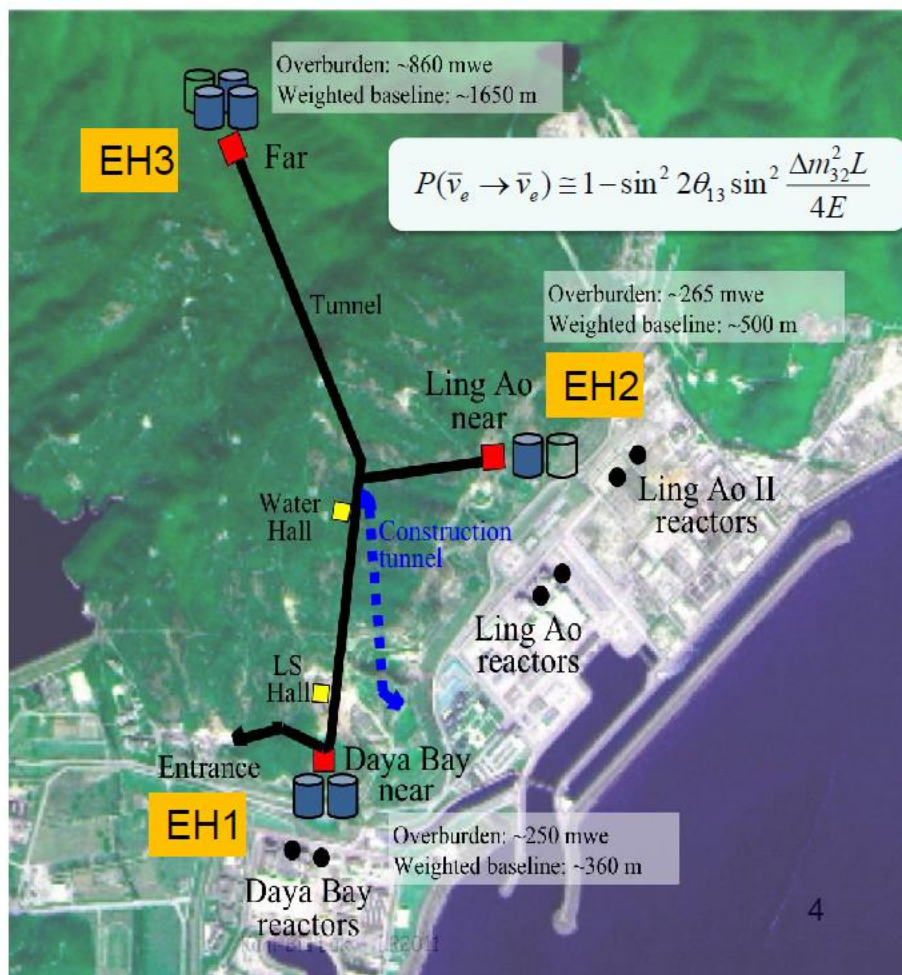 Overburden: ~860 mwe
Weighted baseline: ~1650 m
EH3
Far
P(ν̄_e → ν̄_e) ≅ 1 − sin² 2θ₁₃ sin² Δm²₃₂L / 4E
Tunnel
Overburden: ~265 mwe
Weighted baseline: ~500 m
Ling Ao
near
EH2
Ling Ao II
reactors
Water
Hall
Construction
tunnel
Ling Ao
reactors
LS
Hall
Entrance
Daya Bay
near
EH1
Overburden: ~250 mwe
Weighted baseline: ~360 m
Daya Bay
reactors
4